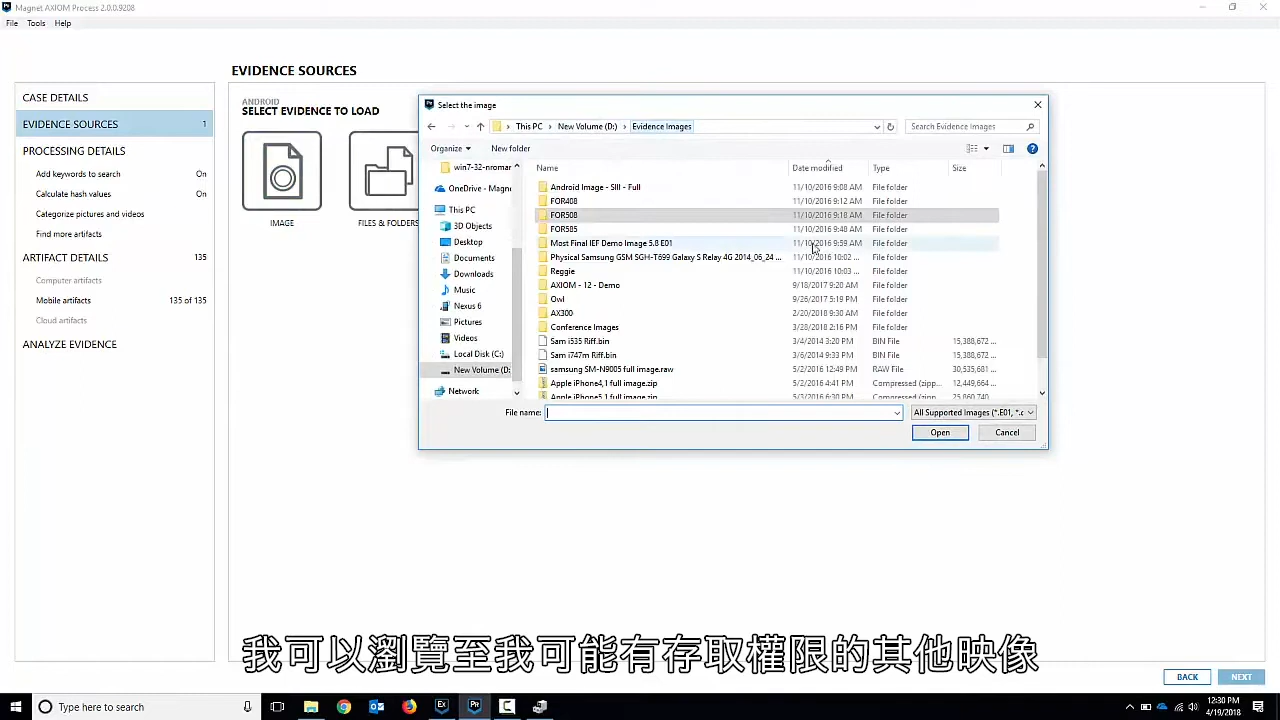 Magnet AXIOM Process 2.0.0.9208
File Tools Help
EVIDENCE SOURCES
CASE DETAILS
EVIDENCE SOURCES 1
PROCESSING DETAILS
Add keywords to search On
Calculate hash values On
Categorize pictures and videos
Find more artifacts
ARTIFACT DETAILS 135
Computer artifacts
Mobile artifacts 135 of 135
Cloud artifacts
ANALYZE EVIDENCE
ANDROID
SELECT EVIDENCE TO LOAD
IMAGE
FILES & FOLDERS
Select the image
This PC > New Volume (D:) > Evidence Images
Search Evidence Images
Organize New folder
win7-32-nromar
OneDrive - Magne
This PC
3D Objects
Desktop
Documents
Downloads
Music
Nexus 6
Pictures
Videos
Local Disk (C:)
New Volume (D:
Network
Name Date modified Type Size
Android Image - SIII - Full 11/10/2016 9:08 AM File folder
FOR408 11/10/2016 9:12 AM File folder
FOR508 11/10/2016 9:18 AM File folder
FOR585 11/10/2016 9:48 AM File folder
Most Final IEF Demo Image 5.8 E01 11/10/2016 9:59 AM File folder
Physical Samsung GSM SGH-T699 Galaxy S Relay 4G 2014_06_24 ... 11/10/2016 10:02 ... File folder
Reggie 11/10/2016 10:03 ... File folder
AXIOM - 12 - Demo 9/18/2017 9:20 AM File folder
Owl 9/26/2017 5:19 PM File folder
AX300 2/20/2018 9:30 AM File folder
Conference Images 3/28/2018 2:16 PM File folder
Sam i535 Riff.bin 3/4/2014 3:20 PM BIN File 15,388,672 ...
Sam i747m Riff.bin 3/6/2014 9:33 PM BIN File 15,388,672 ...
samsung SM-N9005 full image.raw 5/2/2016 12:49 PM RAW File 30,535,681 ...
Apple iPhone4,1 full image.zip 5/2/2016 4:41 PM Compressed (zipp... 12,449,664 ...
Apple iPhone5,1 full image.zip 5/3/2016 6:30 PM Compressed (zipp... 25,860,740
File name: All Supported Images (*.E01, *.c
Open Cancel
我可以瀏覽至我可能有存取權限的其他映像
BACK NEXT
Type here to search
12:30 PM
4/19/2018